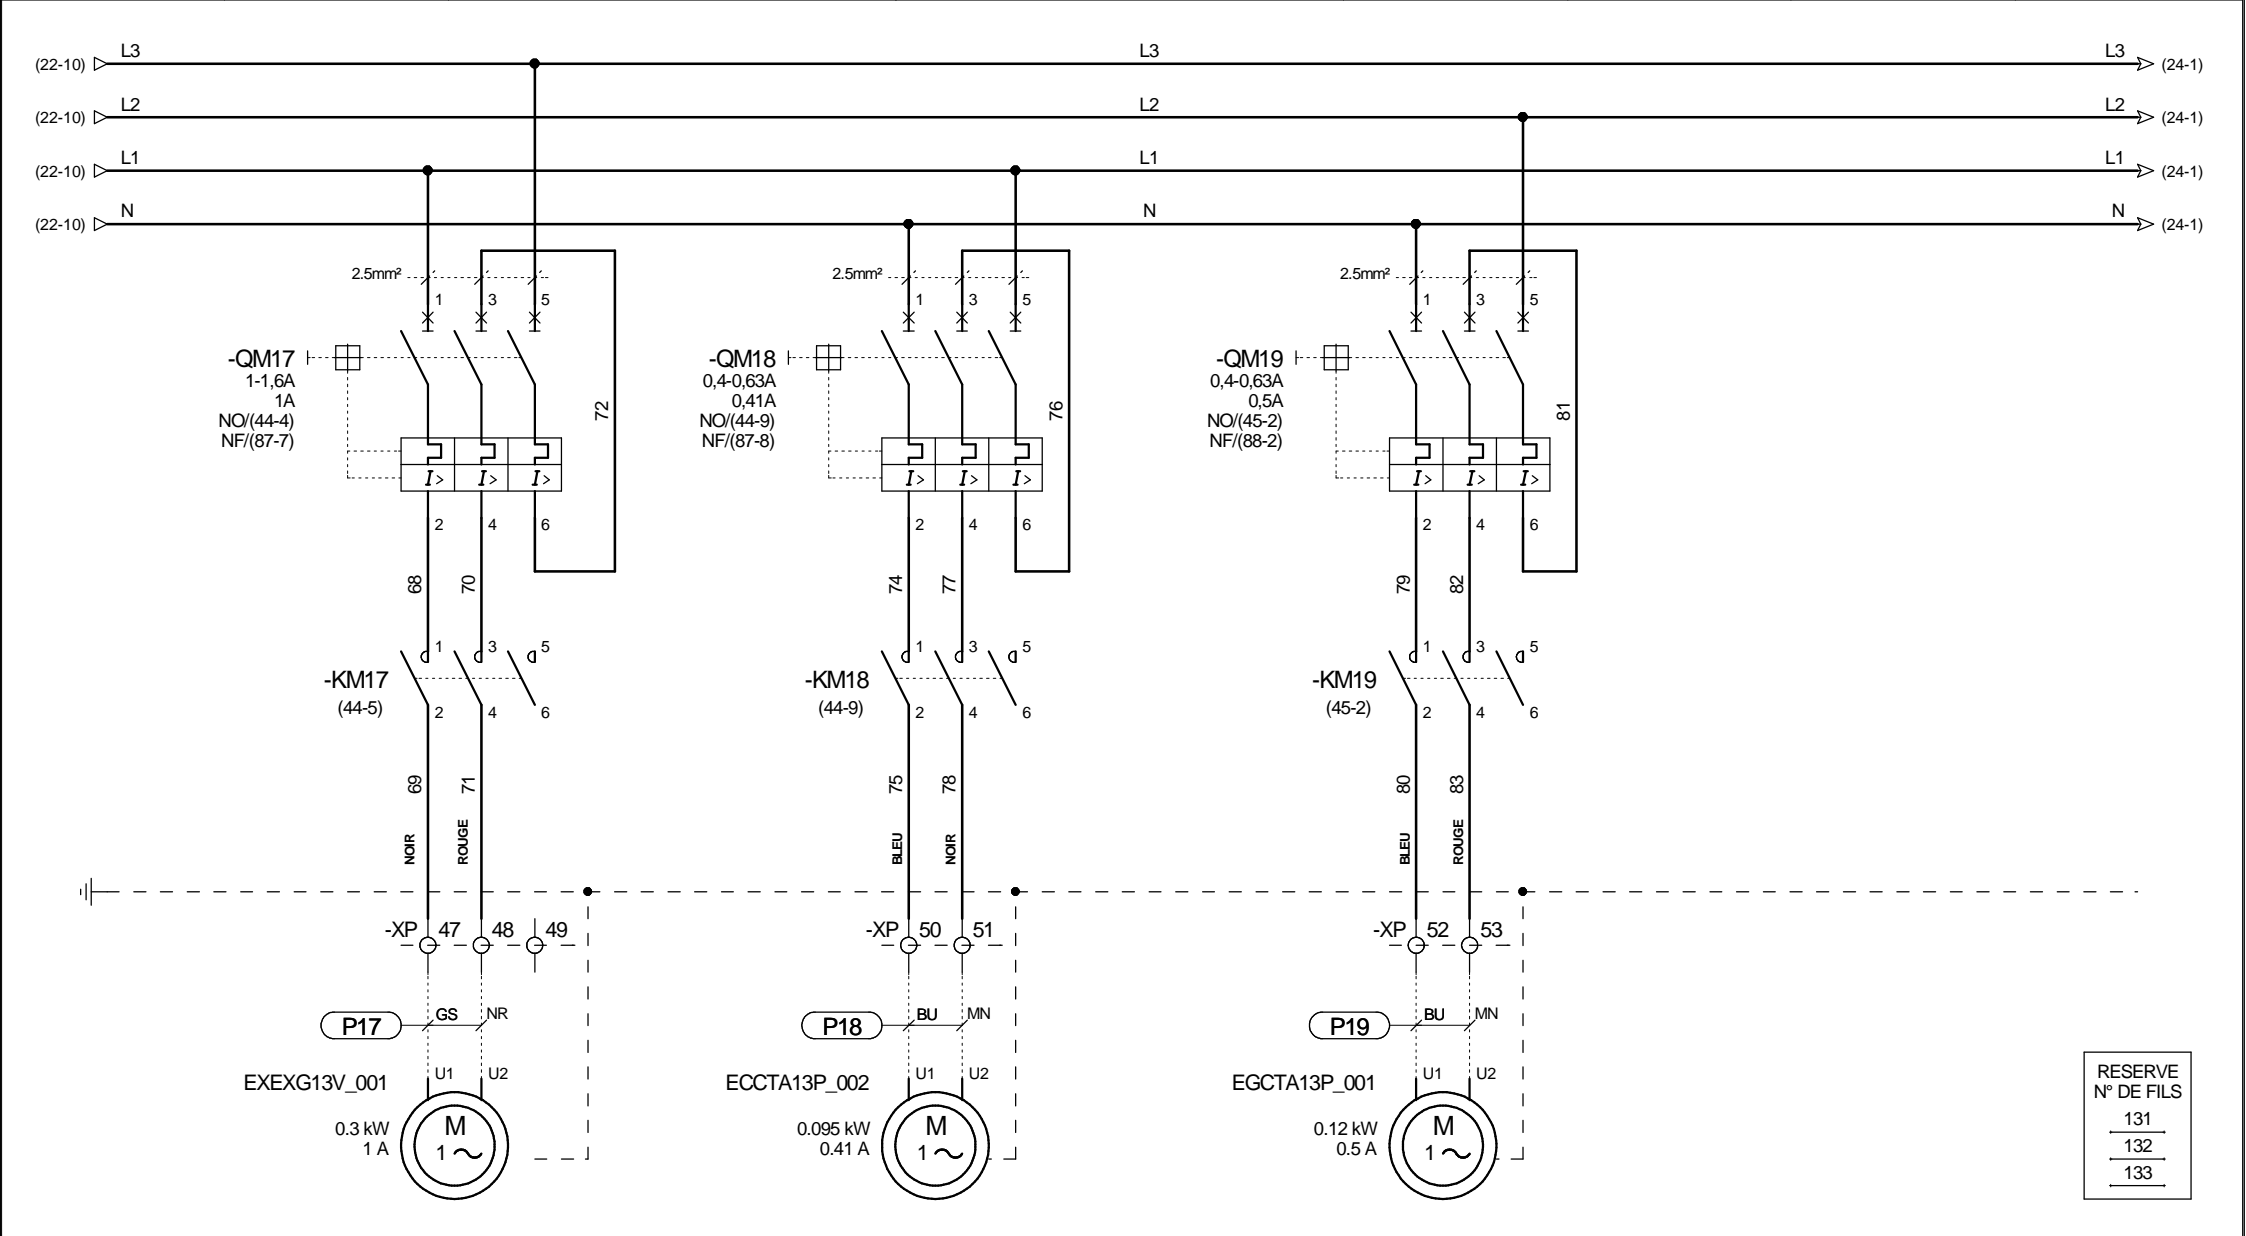 (22-10) L3 L3 L3 (24-1)
(22-10) L2 L2 L2 (24-1)
(22-10) L1 L1 L1 (24-1)
(22-10) N N N (24-1)
2.5mm² 2.5mm² 2.5mm²
1 3 5 1 3 5 1 3 5
-QM17
1-1,6A
1A
NO/(44-4)
NF/(87-7)
72
I> I> I>
2 4 6
-QM18
0,4-0,63A
0,41A
NO/(44-9)
NF/(87-8)
76
I> I> I>
2 4 6
-QM19
0,4-0,63A
0,5A
NO/(45-2)
NF/(88-2)
81
I> I> I>
2 4 6
68 70 74 77 79 82
1 3 5 1 3 5 1 3 5
-KM17
(44-5)
2 4 6
-KM18
(44-9)
2 4 6
-KM19
(45-2)
2 4 6
69 71 75 78 80 83
NOIR ROUGE BLEU NOIR BLEU ROUGE
-XP 47 48 49 -XP 50 51 -XP 52 53
P17 GS NR P18 BU MN P19 BU MN
U1 U2 U1 U2 U1 U2
EXEXG13V_001
0.3 kW
1 A
M
1
ECCTA13P_002
0.095 kW
0.41 A
M
1
EGCTA13P_001
0.12 kW
0.5 A
M
1
RESERVE
N° DE FILS
131
132
133